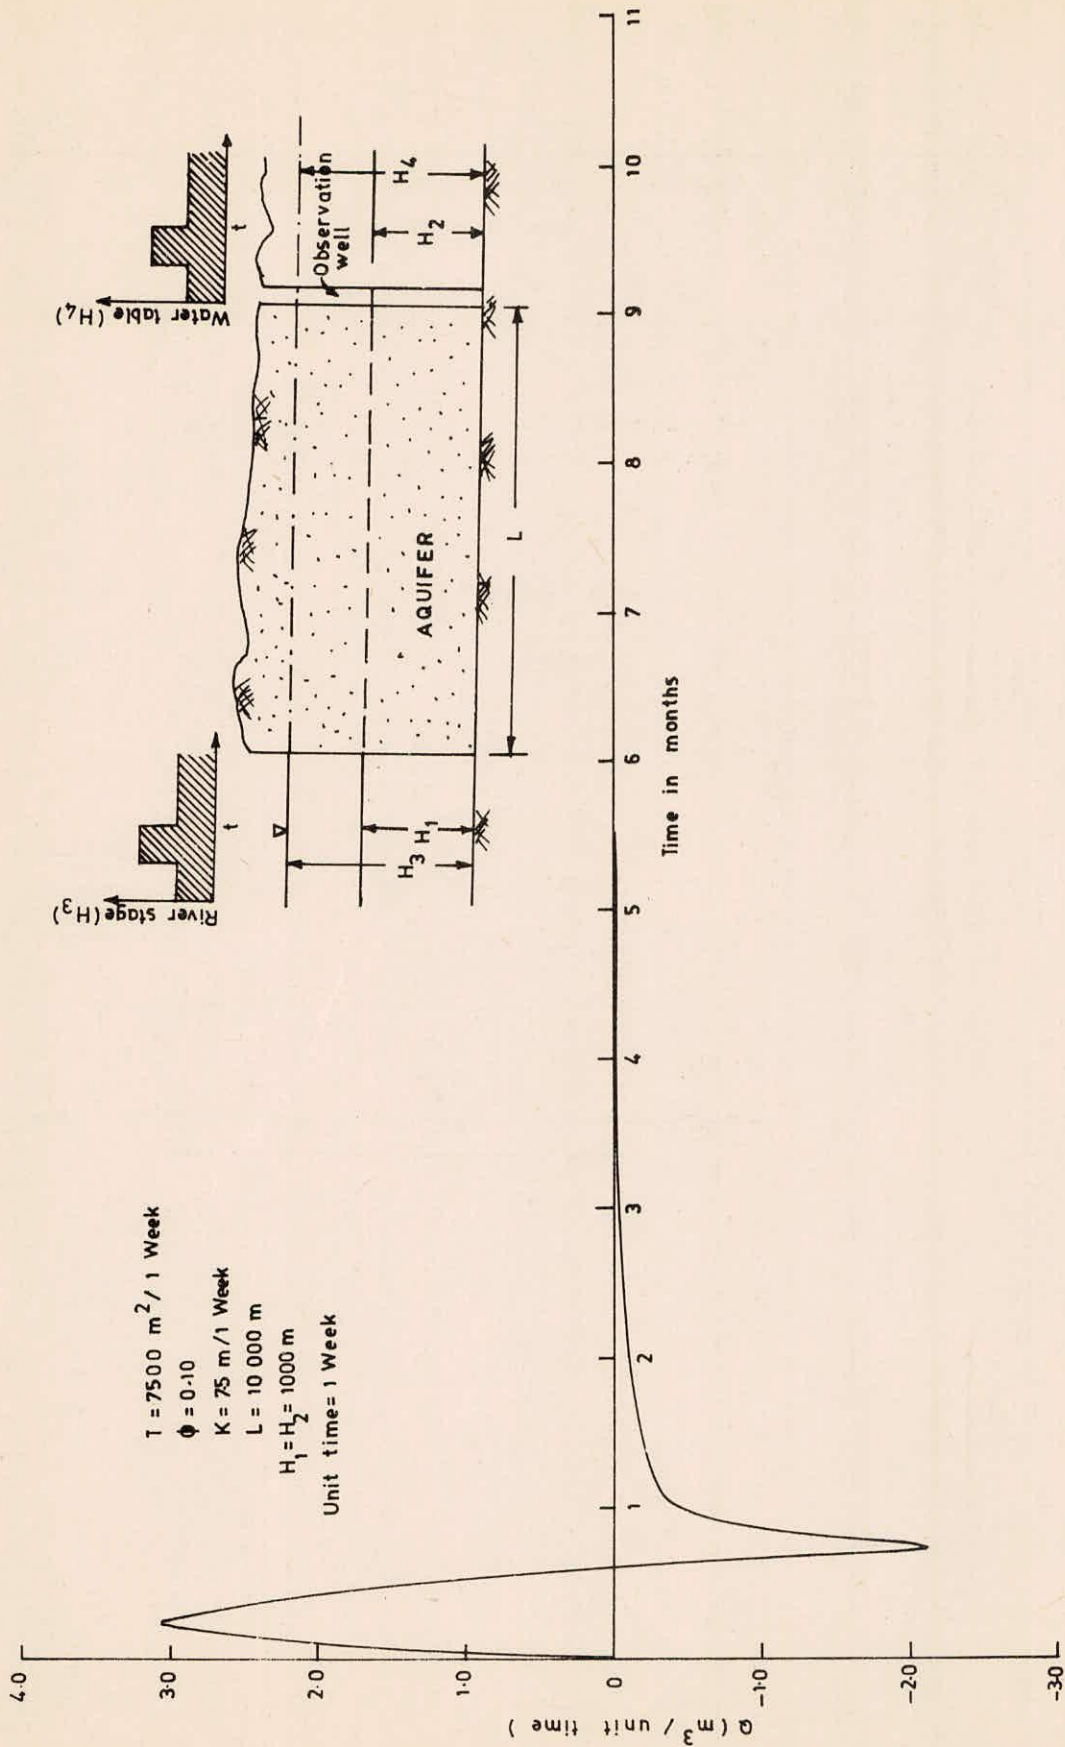 T = 7500 m²/ 1 Week
ϕ = 0·10
K = 75 m/1 Week
L = 10 000 m
H₁ = H₂ = 1000 m
Unit time = 1 Week
River stage (H₃)
t
Water table (H₄)
t
H₃
H₁
AQUIFER
L
Observation
well
H₂
H₄
Q ( m³ / unit time )
4·0
3·0
2·0
1·0
0
-1·0
-2·0
-3·0
1
2
3
4
5
6
7
8
9
10
11
Time in months